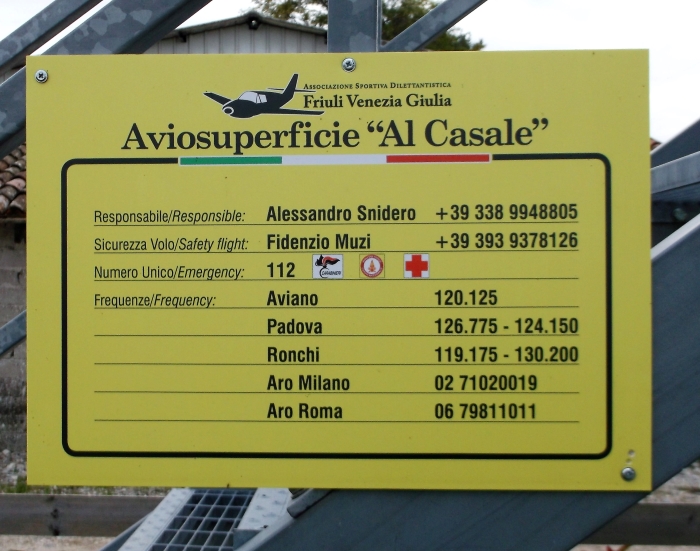 Associazione Sportiva Dilettantistica
Friuli Venezia Giulia
Aviosuperficie “Al Casale”
Responsabile/Responsible: Alessandro Snidero +39 338 9948805
Sicurezza Volo/Safety flight: Fidenzio Muzi +39 393 9378126
Numero Unico/Emergency: 112 CARABINIERI
Frequenze/Frequency: Aviano 120.125
Padova 126.775 - 124.150
Ronchi 119.175 - 130.200
Aro Milano 02 71020019
Aro Roma 06 79811011